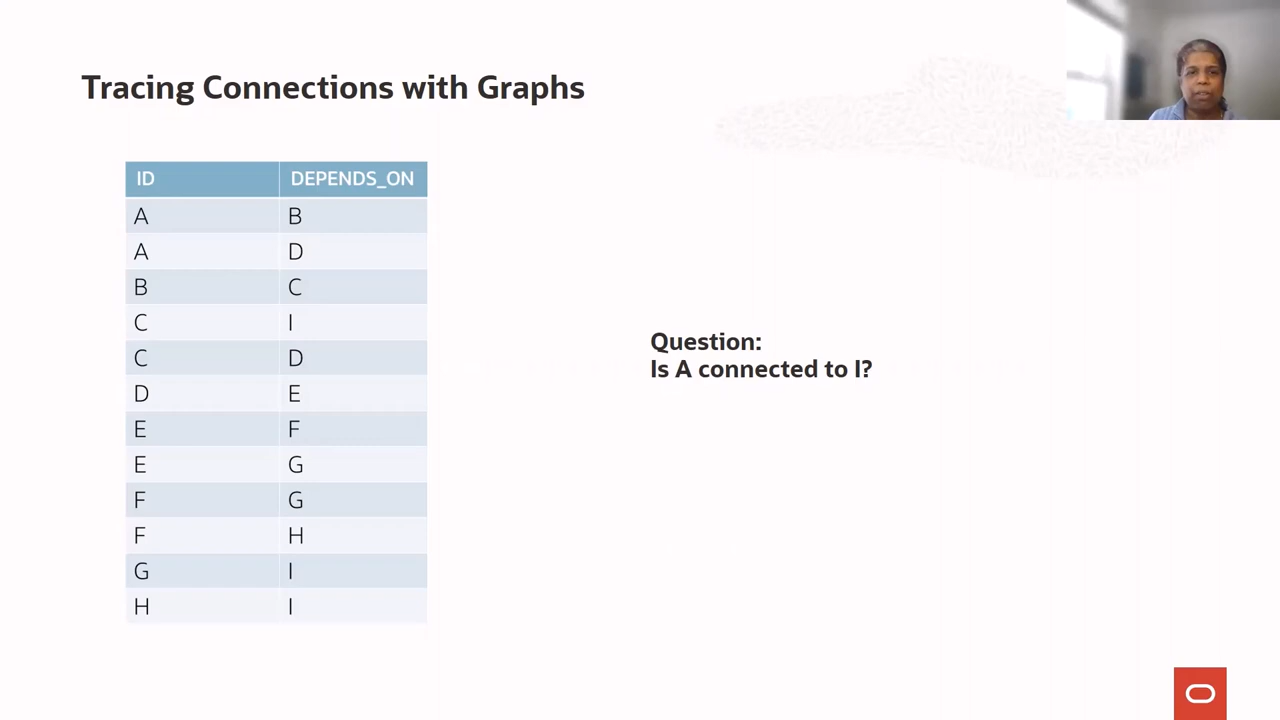 Tracing Connections with Graphs
ID DEPENDS_ON
A B
A D
B C
C I
C D
D E
E F
E G
F G
F H
G I
H I
Question:
Is A connected to I?